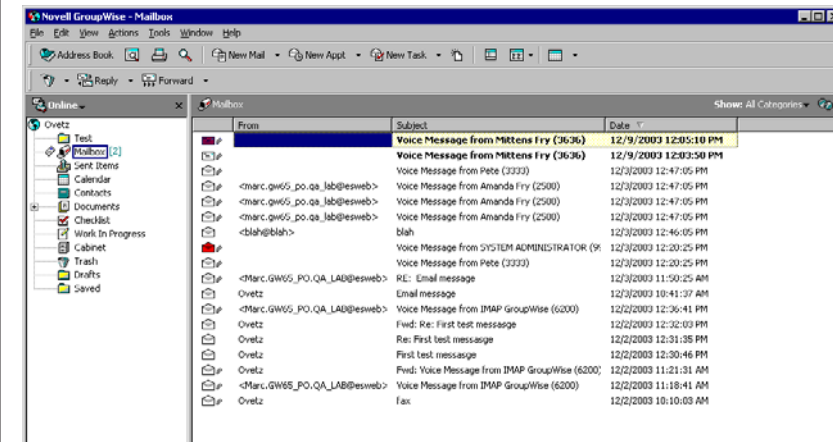 Novell GroupWise - Mailbox
File Edit View Actions Tools Window Help
Address Book New Mail New Appt New Task
Reply Forward
Online Mailbox Show: All Categories
From Subject Date
Ovetz
Test
Mailbox [2]
Sent Items
Calendar
Contacts
Documents
Checklist
Work In Progress
Cabinet
Trash
Drafts
Saved
Voice Message from Mittens Fry (3636) 12/9/2003 12:05:10 PM
Voice Message from Mittens Fry (3636) 12/9/2003 12:03:50 PM
Voice Message from Pete (3333) 12/3/2003 12:47:05 PM
<marc.gw65_po.qa_lab@esweb> Voice Message from Amanda Fry (2500) 12/3/2003 12:47:05 PM
<marc.gw65_po.qa_lab@esweb> Voice Message from Amanda Fry (2500) 12/3/2003 12:47:05 PM
<marc.gw65_po.qa_lab@esweb> Voice Message from Amanda Fry (2500) 12/3/2003 12:47:05 PM
<blah@blah> blah 12/3/2003 12:46:05 PM
Voice Message from SYSTEM ADMINISTRATOR (9 12/3/2003 12:20:25 PM
Voice Message from Pete (3333) 12/3/2003 12:20:25 PM
<Marc.GW65_PO.QA_LAB@esweb> RE: Email message 12/3/2003 11:50:25 AM
Ovetz Email message 12/3/2003 10:41:37 AM
<Marc.GW65_PO.QA_LAB@esweb> Voice Message from IMAP GroupWise (6200) 12/2/2003 12:36:41 PM
Ovetz Fwd: Re: First test messasge 12/2/2003 12:32:03 PM
Ovetz Re: First test messasge 12/2/2003 12:31:35 PM
Ovetz First test messasge 12/2/2003 12:30:46 PM
Ovetz Fwd: Voice Message from IMAP GroupWise (6200) 12/2/2003 11:21:31 AM
<Marc.GW65_PO.QA_LAB@esweb> Voice Message from IMAP GroupWise (6200) 12/2/2003 11:18:41 AM
Ovetz fax 12/2/2003 10:10:03 AM